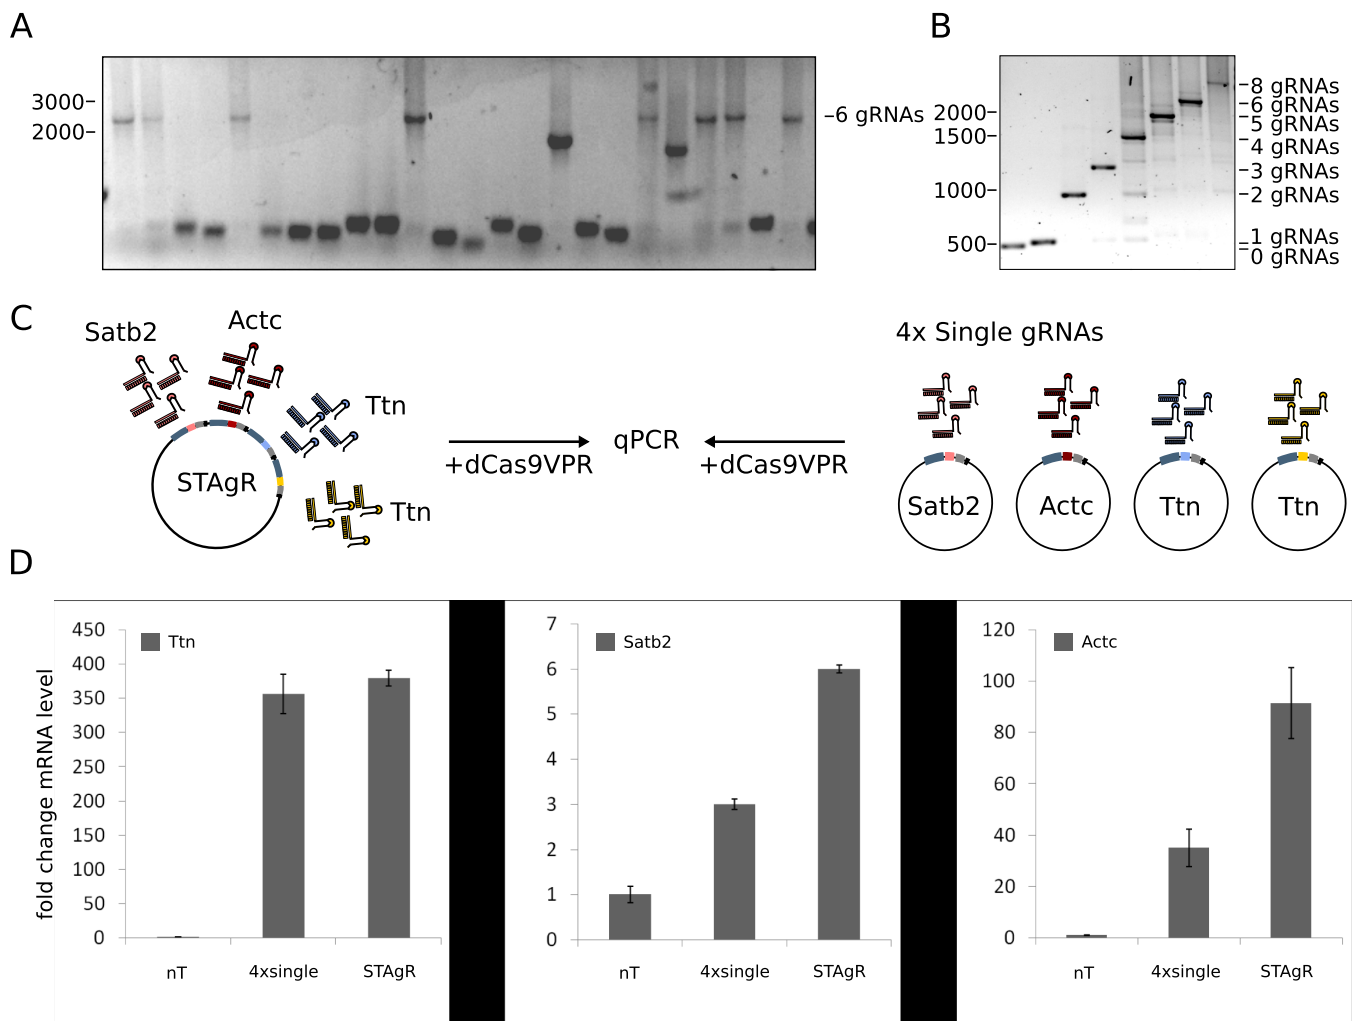 A
B
3000
2000
6 gRNAs
2000
1500
1000
500
8 gRNAs
6 gRNAs
5 gRNAs
4 gRNAs
3 gRNAs
2 gRNAs
1 gRNAs
0 gRNAs
C
Satb2
Actc
Ttn
Ttn
STAgR
+dCas9VPR
qPCR
+dCas9VPR
4x Single gRNAs
Satb2
Actc
Ttn
Ttn
D
fold change mRNA level
450
400
350
300
250
200
150
100
50
0
Ttn
nT
4xsingle
STAgR
7
6
5
4
3
2
1
0
Satb2
nT
4xsingle
STAgR
120
100
80
60
40
20
0
Actc
nT
4xsingle
STAgR